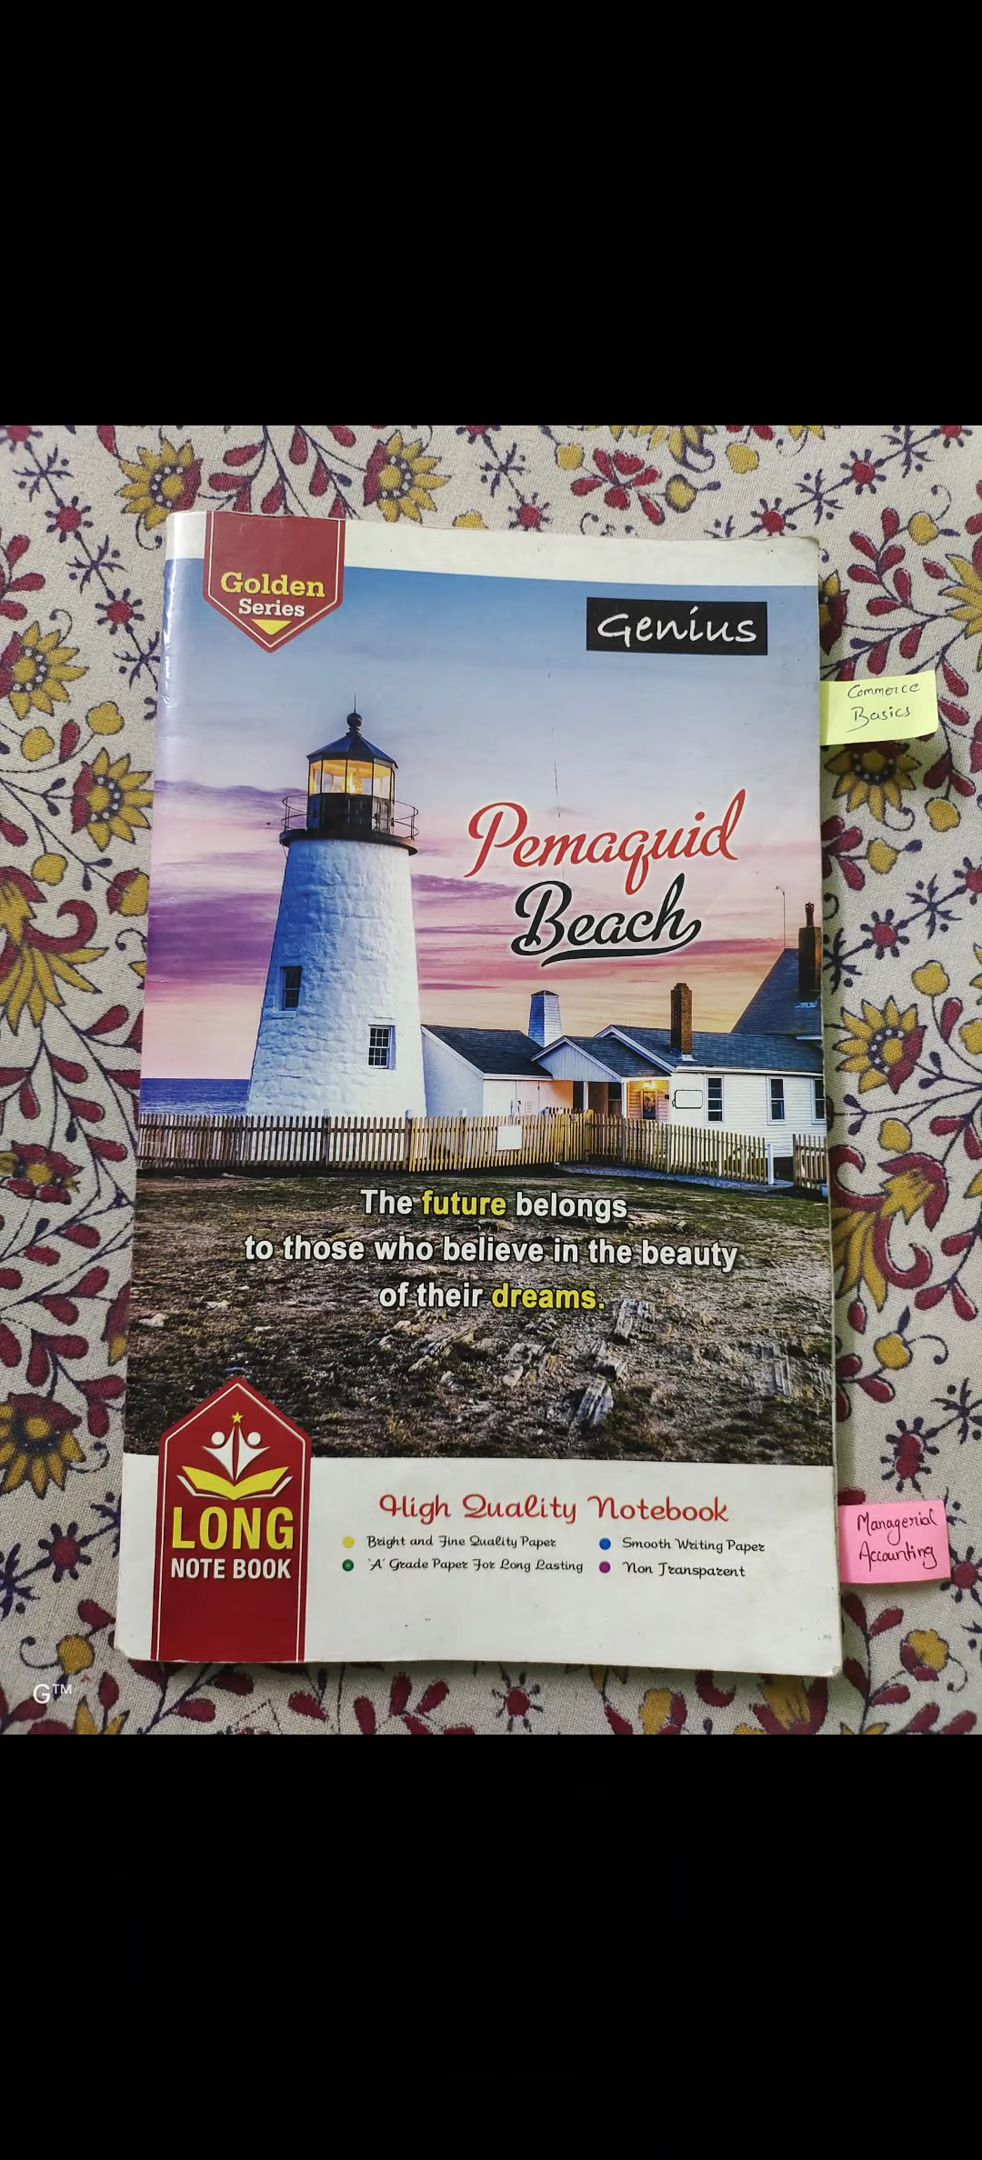 Golden
Series
Genius
Commerce
Basics
Pemaquid
Beach
The future belongs
to those who believe in the beauty
of their dreams.
LONG
NOTE BOOK
High Quality Notebook
Bright and Fine Quality Paper
Smooth Writing Paper
'A' Grade Paper For Long Lasting
Non Transparent
Managerial
Accounting
G™